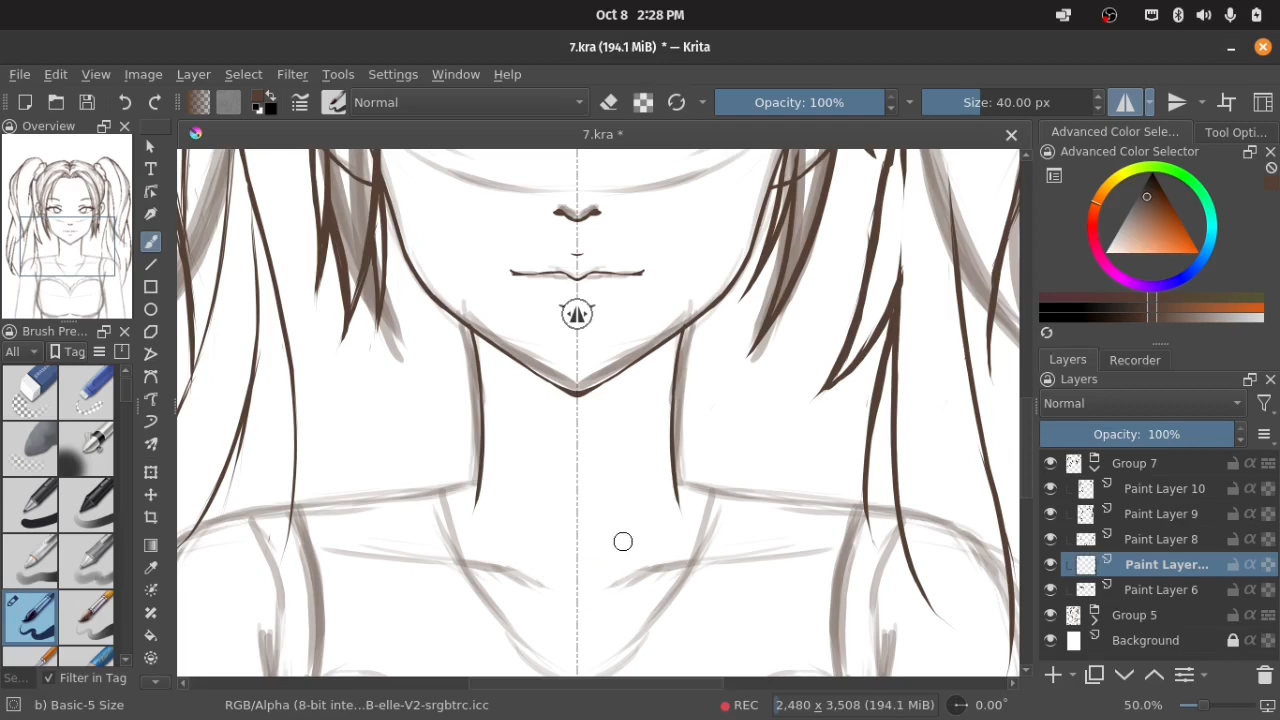 Oct 8 2:28 PM
7.kra (194.1 MiB) * — Krita
File Edit View Image Layer Select Filter Tools Settings Window Help
Normal
Opacity: 100%
Size: 40.00 px
Overview
7.kra *
Advanced Color Sele...
Tool Opti...
Advanced Color Selector
Brush Pre...
All
Tag
Layers
Recorder
Layers
Normal
Opacity: 100%
Group 7
Paint Layer 10
Paint Layer 9
Paint Layer 8
Paint Layer...
Paint Layer 6
Group 5
Background
Se...
Filter in Tag
b) Basic-5 Size
RGB/Alpha (8-bit inte...B-elle-V2-srgbtrc.icc
REC
2,480 x 3,508 (194.1 MiB)
0.00°
50.0%